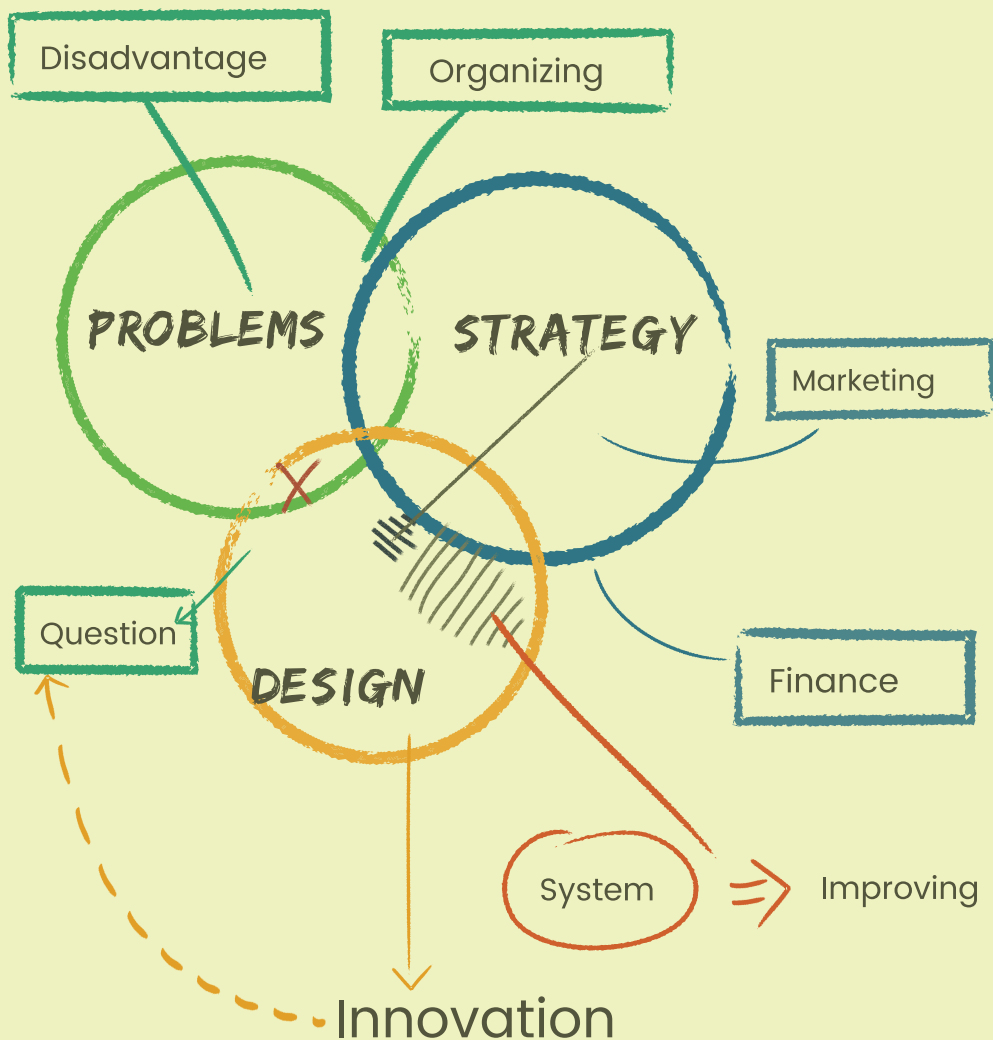 Disadvantage
Organizing
PROBLEMS
STRATEGY
Marketing
Question
DESIGN
Finance
System
Improving
Innovation